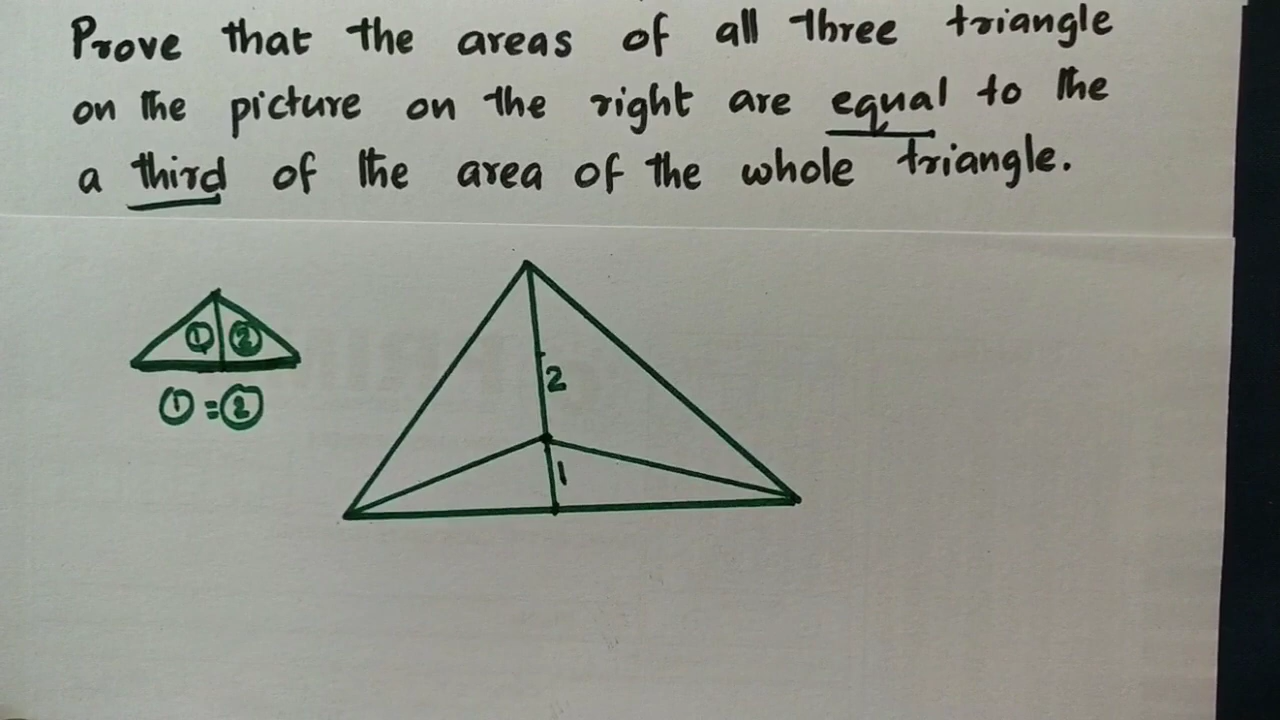 Prove that the areas of all three triangle
on the picture on the right are equal to the
a third of the area of the whole triangle.
① ②
① = ②
2
1